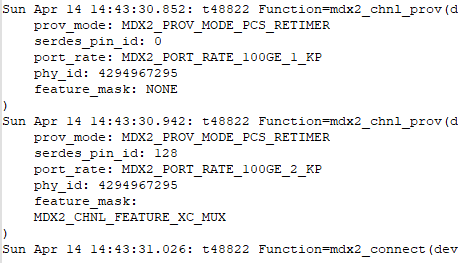 Sun Apr 14 14:43:30.852: t48822 Function=mdx2_chnl_prov(d
prov_mode: MDX2_PROV_MODE_PCS_RETIMER
serdes_pin_id: 0
port_rate: MDX2_PORT_RATE_100GE_1_KP
phy_id: 4294967295
feature_mask: NONE
)
Sun Apr 14 14:43:30.942: t48822 Function=mdx2_chnl_prov(d
prov_mode: MDX2_PROV_MODE_PCS_RETIMER
serdes_pin_id: 128
port_rate: MDX2_PORT_RATE_100GE_2_KP
phy_id: 4294967295
feature_mask:
MDX2_CHNL_FEATURE_XC_MUX
)
Sun Apr 14 14:43:31.026: t48822 Function=mdx2_connect(dev